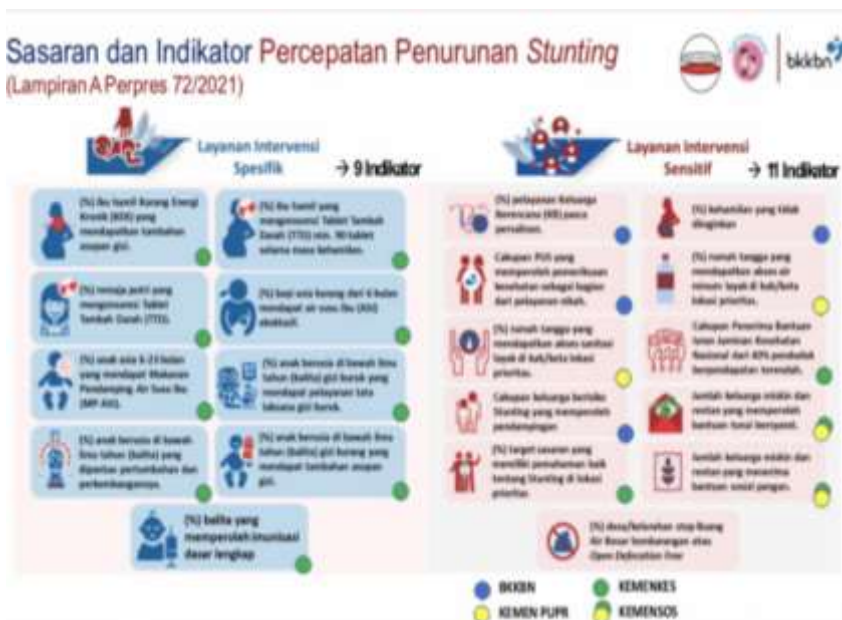 Sasaran dan Indikator Percepatan Penurunan Stunting
(Lampiran A Perpres 72/2021)
bkkbn
Layanan Intervensi
Spesifik
→ 9 Indikator
(%) Ibu hamil Kurang Energi
Kronik (KEK) yang
mendapatkan tambahan
asupan gizi.
(%) Ibu hamil yang
mengonsumsi Tablet Tambah
Darah (TTD) min. 90 tablet
selama masa kehamilan.
(%) remaja putri yang
mengonsumsi Tablet
Tambah Darah (TTD).
(%) bayi usia kurang dari 6 bulan
mendapat air susu ibu (ASI)
eksklusif.
(%) anak usia 6-23 bulan
yang mendapat Makanan
Pendamping Air Susu Ibu
(MP-ASI).
(%) anak berusia di bawah lima
tahun (balita) gizi buruk yang
mendapat pelayanan tata
laksana gizi buruk.
(%) anak berusia di bawah
lima tahun (balita) yang
dipantau pertumbuhan dan
perkembangannya.
(%) anak berusia di bawah lima
tahun (balita) gizi kurang yang
mendapat tambahan asupan
gizi.
(%) balita yang
memperoleh imunisasi
dasar lengkap
Layanan Intervensi
Sensitif
→ 11 Indikator
(%) pelayanan Keluarga
Berencana (KB) pasca
persalinan.
(%) kehamilan yang tidak
diinginkan
Cakupan PUS yang
memperoleh pemeriksaan
kesehatan sebagai bagian
dari pelayanan nikah.
(%) rumah tangga yang
mendapatkan akses air
minum layak di kab/kota
lokasi prioritas.
(%) rumah tangga yang
mendapatkan akses sanitasi
layak di kab/kota lokasi
prioritas.
Cakupan Penerima Bantuan
Iuran Jaminan Kesehatan
Nasional dari 40% penduduk
berpendapatan terendah.
Cakupan keluarga berisiko
Stunting yang memperoleh
pendampingan
Jumlah keluarga miskin dan
rentan yang memperoleh
bantuan tunai bersyarat.
(%) target sasaran yang
memiliki pemahaman baik
tentang Stunting di lokasi
prioritas
Jumlah keluarga miskin dan
rentan yang menerima
bantuan sosial pangan.
(%) desa/kelurahan stop Buang
Air Besar Sembarangan atau
Open Defecation Free
BKKBN
KEMENKES
KEMEN PUPR
KEMENSOS